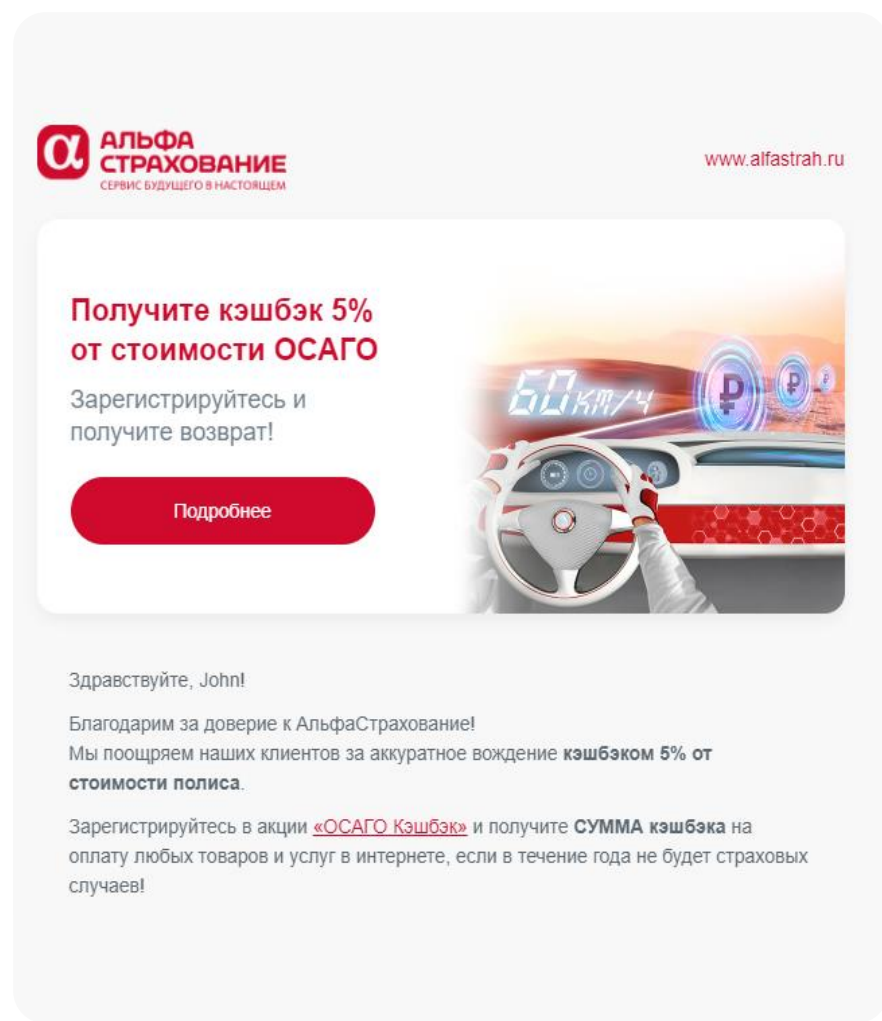 α
АЛЬФА
СТРАХОВАНИЕ
СЕРВИС БУДУЩЕГО В НАСТОЯЩЕМ
www.alfastrah.ru
Получите кэшбэк 5%
от стоимости ОСАГО
Зарегистрируйтесь и
получите возврат!
Подробнее
60 км/ч
₽ ₽ ₽
Здравствуйте, John!
Благодарим за доверие к АльфаСтрахование!
Мы поощряем наших клиентов за аккуратное вождение кэшбэком 5% от
стоимости полиса.
Зарегистрируйтесь в акции «ОСАГО Кэшбэк» и получите СУММА кэшбэка на
оплату любых товаров и услуг в интернете, если в течение года не будет страховых
случаев!